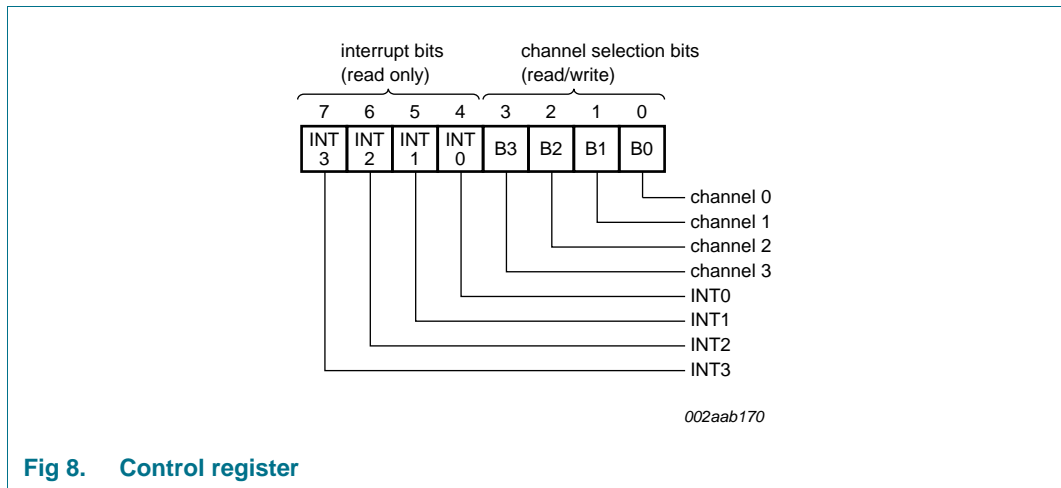 interrupt bits
(read only)
channel selection bits
(read/write)
7 6 5 4 3 2 1 0
INT 3 INT 2 INT 1 INT 0 B3 B2 B1 B0
channel 0
channel 1
channel 2
channel 3
INT0
INT1
INT2
INT3
002aab170
Fig 8. Control register